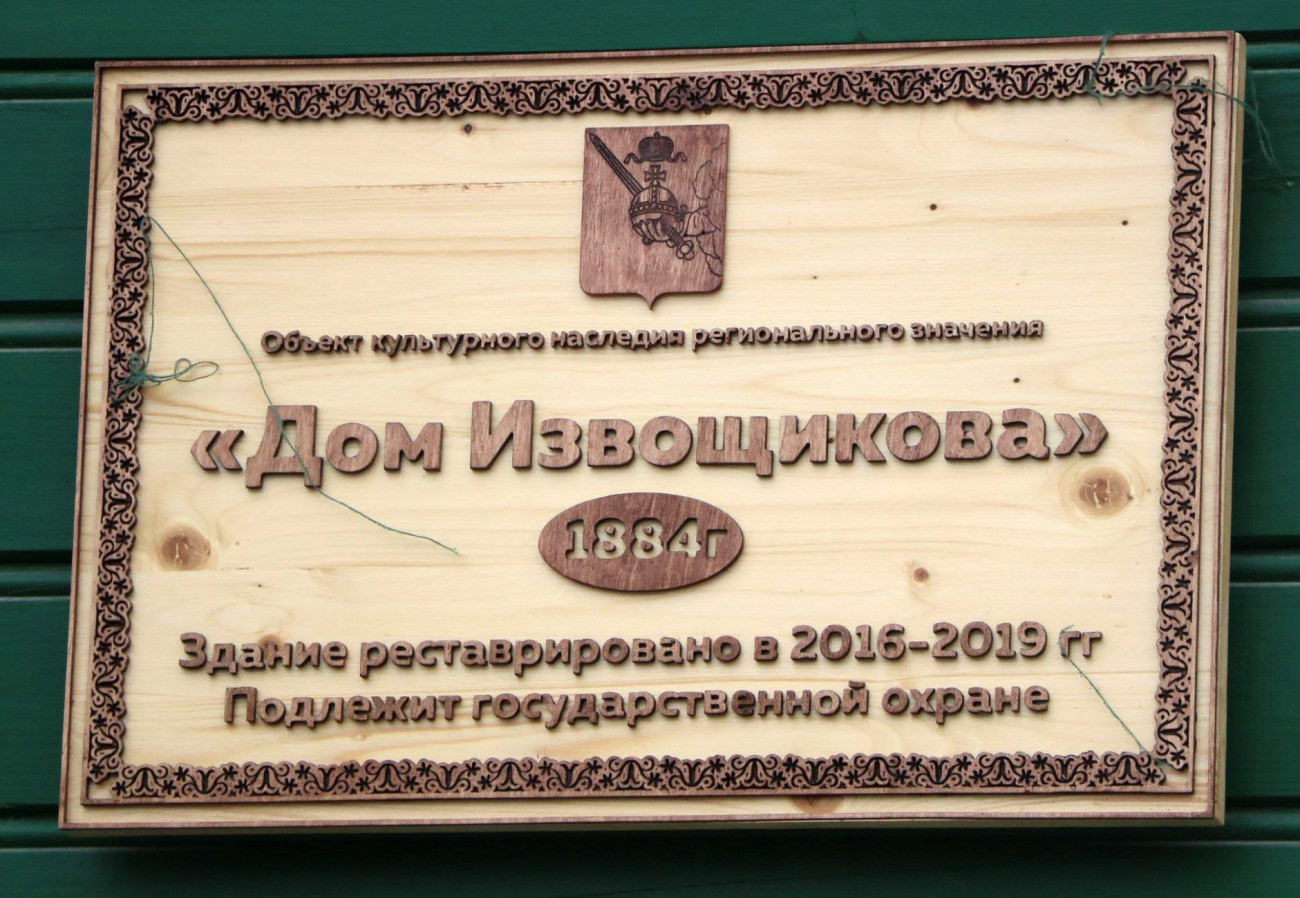 Объект культурного наследия регионального значения
«Дом Извощикова»
1884г
Здание реставрировано в 2016-2019 гг
Подлежит государственной охране